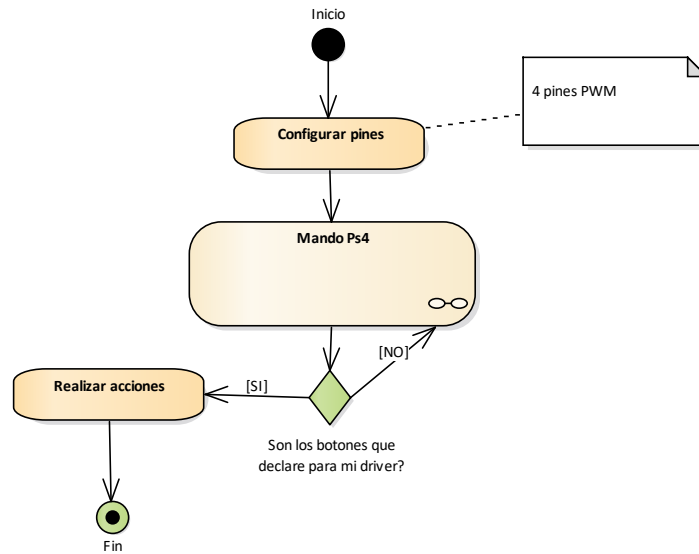 Inicio
4 pines PWM
Configurar pines
Mando Ps4
[NO]
[SI]
Realizar acciones
Son los botones que
declare para mi driver?
Fin